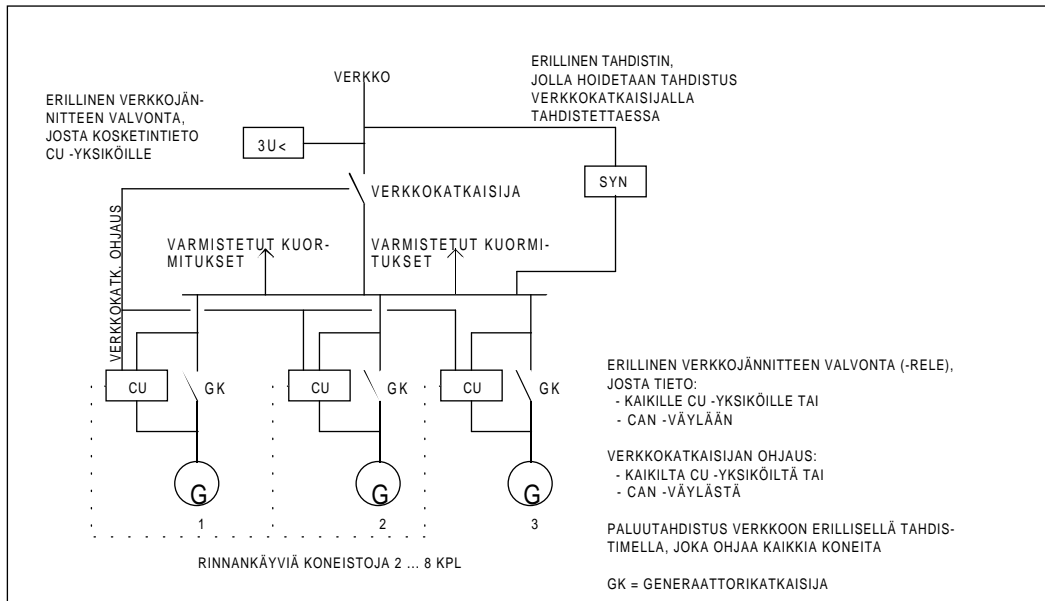 VERKKO
ERILLINEN TAHDISTIN,
JOLLA HOIDETAAN TAHDISTUS
VERKKOKATKAISIJALLA
TAHDISTETTAESSA
ERILLINEN VERKKOJÄN-
NITTEEN VALVONTA,
JOSTA KOSKETINTIETO
CU -YKSIKÖILLE
3U<
SYN
VERKKOKATKAISIJA
VERKKOKATK. OHJAUS
VARMISTETUT KUOR-
MITUKSET
VARMISTETUT KUORMI-
TUKSET
CU
GK
CU
GK
CU
GK
G
G
G
1
2
3
RINNANKÄYVIÄ KONEISTOJA 2 ... 8 KPL
ERILLINEN VERKKOJÄNNITTEEN VALVONTA (-RELE),
JOSTA TIETO:
- KAIKILLE CU -YKSIKÖILLE TAI
- CAN -VÄYLÄÄN
VERKKOKATKAISIJAN OHJAUS:
- KAIKILTA CU -YKSIKÖILTÄ TAI
- CAN -VÄYLÄSTÄ
PALUUTAHDISTUS VERKKOON ERILLISELLÄ TAHDIS-
TIMELLA, JOKA OHJAA KAIKKIA KONEITA
GK = GENERAATTORIKATKAISIJA